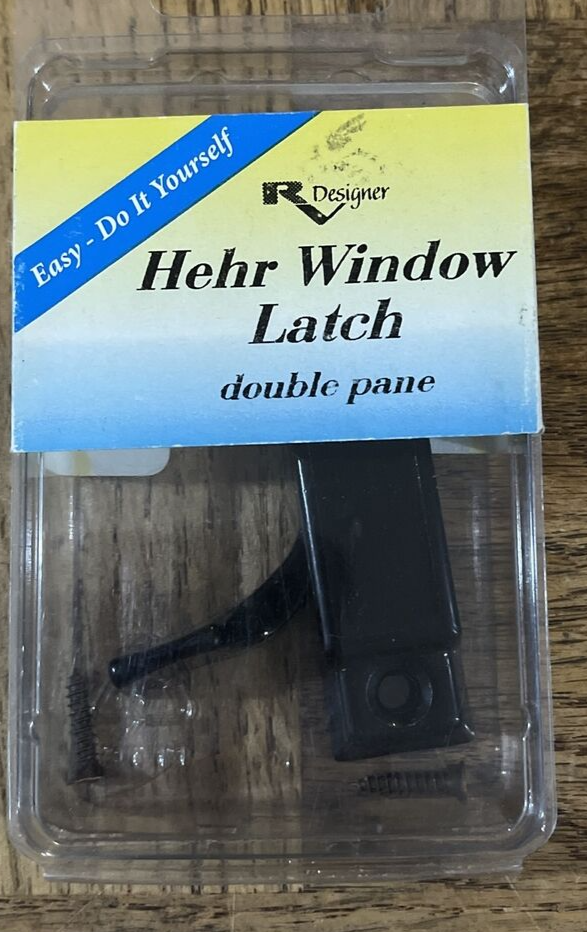 Easy - Do It Yourself
RV Designer
Hehr Window
Latch
double pane